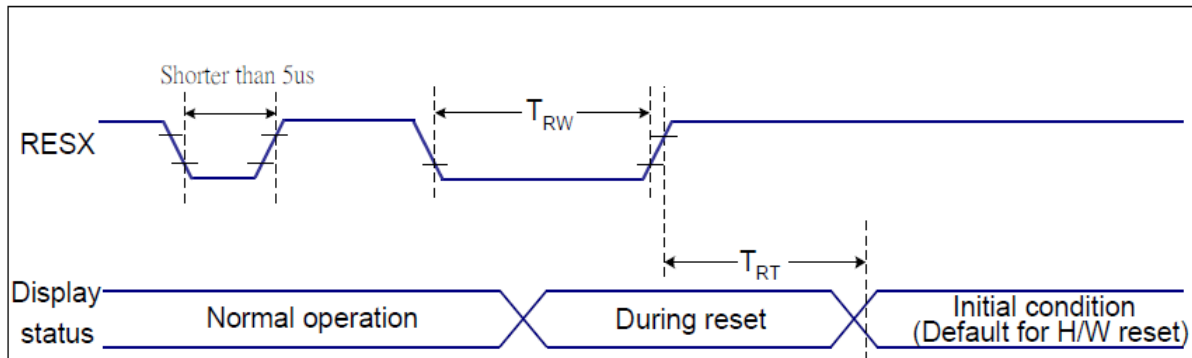 Shorter than 5us
RESX
TRW
TRT
Display
status
Normal operation
During reset
Initial condition
(Default for H/W reset)